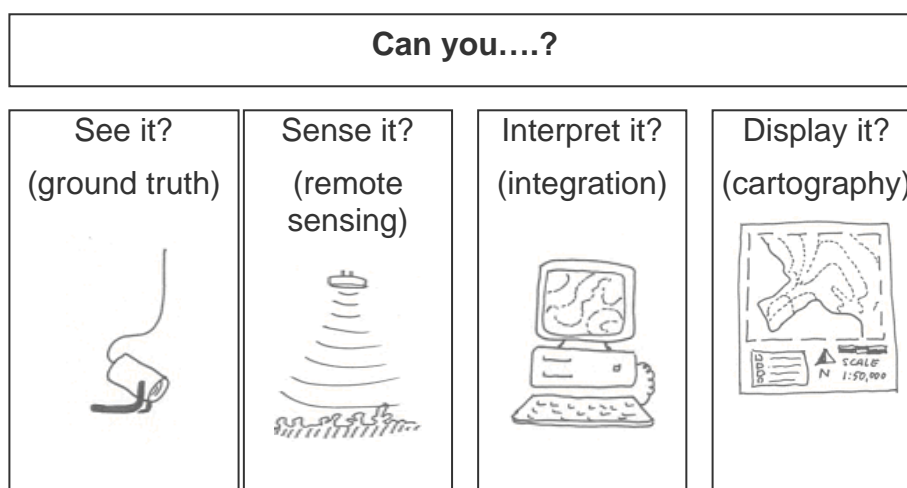 Can you....?
See it?
(ground truth)
Sense it?
(remote
sensing)
Interpret it?
(integration)
Display it?
(cartography)
N
SCALE
1:50,000